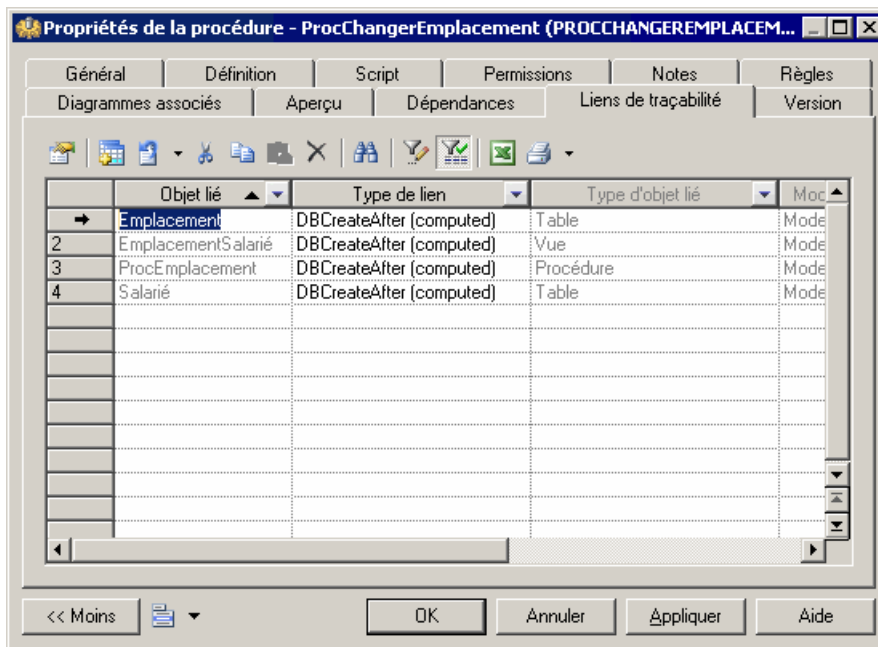 Propriétés de la procédure - ProcChangerEmplacement (PROCCHANGEREMPLACEM...
Général Définition Script Permissions Notes Règles
Diagrammes associés Aperçu Dépendances Liens de traçabilité Version
Objet lié Type de lien Type d'objet lié Moc
Emplacement DBCreateAfter (computed) Table Mode
2 EmplacementSalarié DBCreateAfter (computed) Vue Mode
3 ProcEmplacement DBCreateAfter (computed) Procédure Mode
4 Salarié DBCreateAfter (computed) Table Mode
<< Moins OK Annuler Appliquer Aide